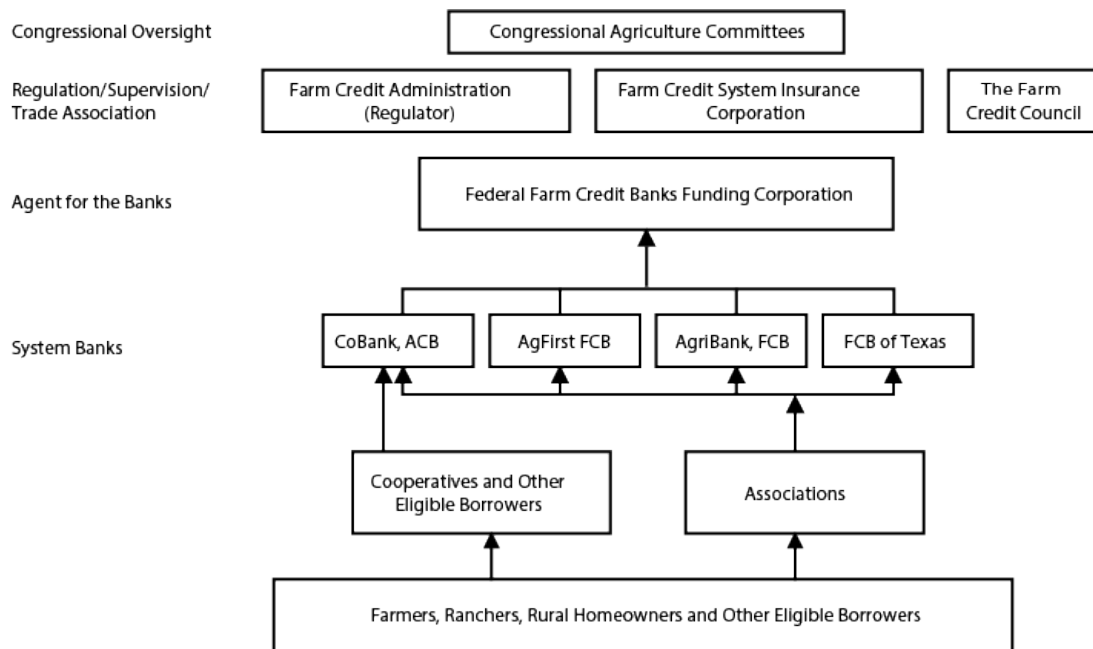 Congressional Oversight
Congressional Agriculture Committees
Regulation/Supervision/
Trade Association
Farm Credit Administration
(Regulator)
Farm Credit System Insurance
Corporation
The Farm
Credit Council
Agent for the Banks
Federal Farm Credit Banks Funding Corporation
System Banks
CoBank, ACB
AgFirst FCB
AgriBank, FCB
FCB of Texas
Cooperatives and Other
Eligible Borrowers
Associations
Farmers, Ranchers, Rural Homeowners and Other Eligible Borrowers